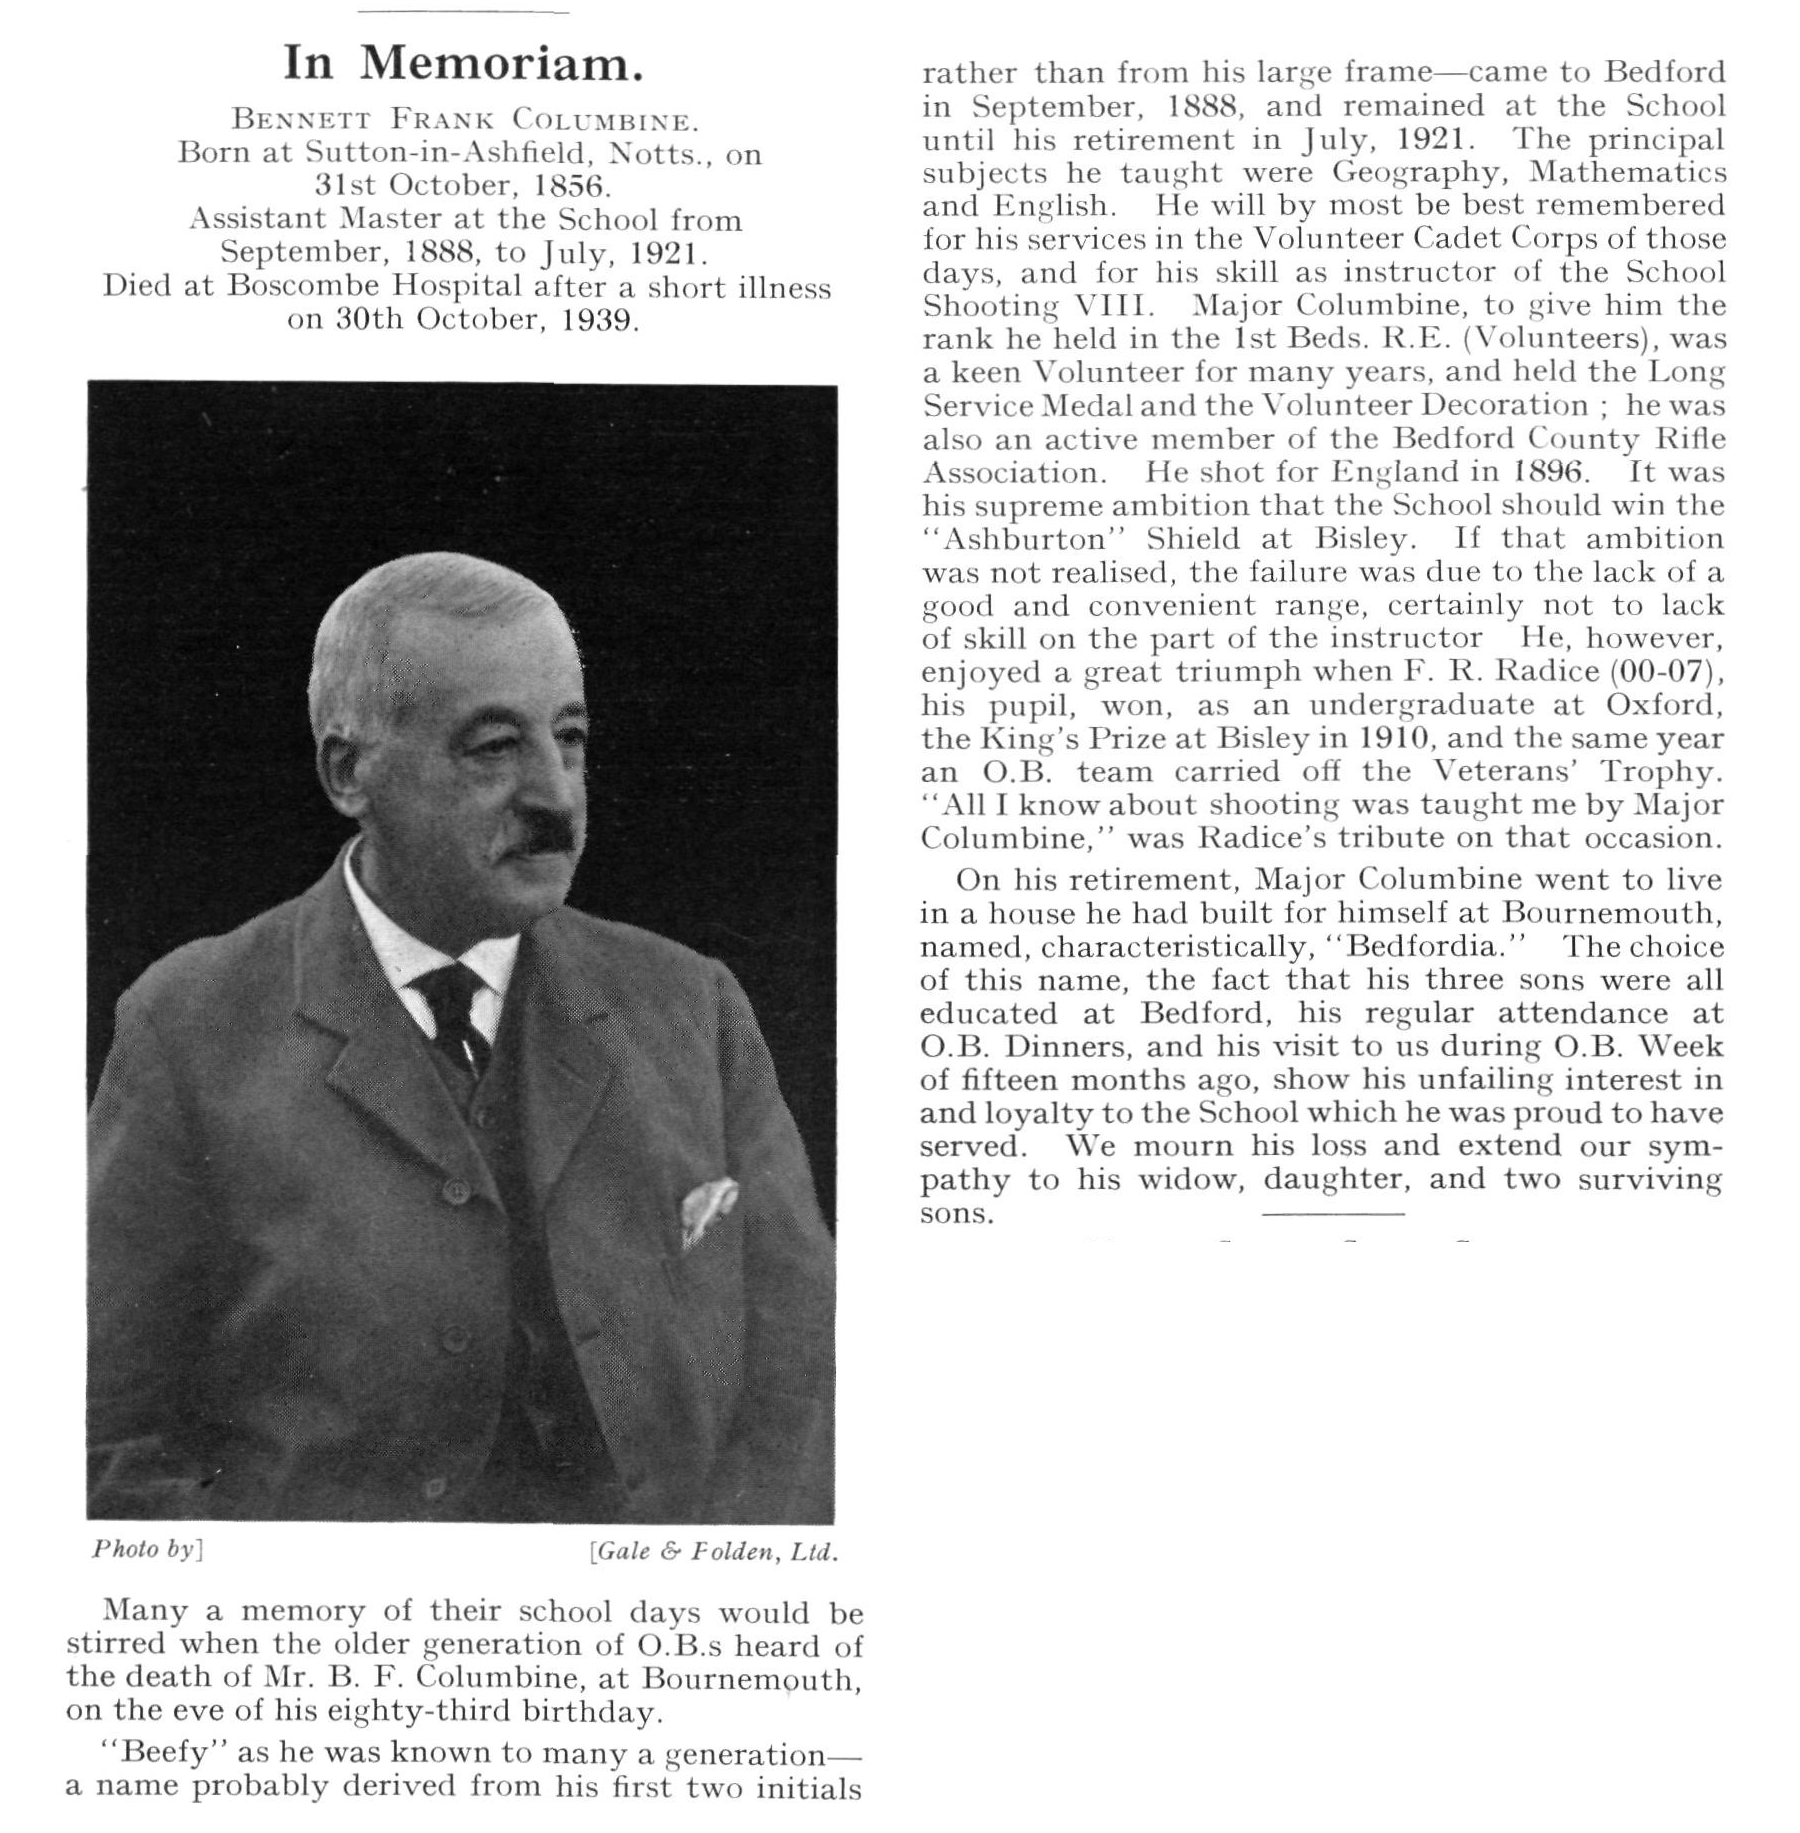 In Memoriam.
BENNETT FRANK COLUMBINE.
Born at Sutton-in-Ashfield, Notts., on
31st October, 1856.
Assistant Master at the School from
September, 1888, to July, 1921.
Died at Boscombe Hospital after a short illness
on 30th October, 1939.
Photo by]
[Gale & Folden, Ltd.
Many a memory of their school days would be
stirred when the older generation of O.B.s heard of
the death of Mr. B. F. Columbine, at Bournemouth,
on the eve of his eighty-third birthday.
“Beefy” as he was known to many a generation—
a name probably derived from his first two initials
rather than from his large frame—came to Bedford
in September, 1888, and remained at the School
until his retirement in July, 1921. The principal
subjects he taught were Geography, Mathematics
and English. He will by most be best remembered
for his services in the Volunteer Cadet Corps of those
days, and for his skill as instructor of the School
Shooting VIII. Major Columbine, to give him the
rank he held in the 1st Beds. R.E. (Volunteers), was
a keen Volunteer for many years, and held the Long
Service Medal and the Volunteer Decoration ; he was
also an active member of the Bedford County Rifle
Association. He shot for England in 1896. It was
his supreme ambition that the School should win the
“Ashburton” Shield at Bisley. If that ambition
was not realised, the failure was due to the lack of a
good and convenient range, certainly not to lack
of skill on the part of the instructor He, however,
enjoyed a great triumph when F. R. Radice (00-07),
his pupil, won, as an undergraduate at Oxford,
the King’s Prize at Bisley in 1910, and the same year
an O.B. team carried off the Veterans’ Trophy.
“All I know about shooting was taught me by Major
Columbine,” was Radice’s tribute on that occasion.
On his retirement, Major Columbine went to live
in a house he had built for himself at Bournemouth,
named, characteristically, “Bedfordia.” The choice
of this name, the fact that his three sons were all
educated at Bedford, his regular attendance at
O.B. Dinners, and his visit to us during O.B. Week
of fifteen months ago, show his unfailing interest in
and loyalty to the School which he was proud to have
served. We mourn his loss and extend our sym-
pathy to his widow, daughter, and two surviving
sons.